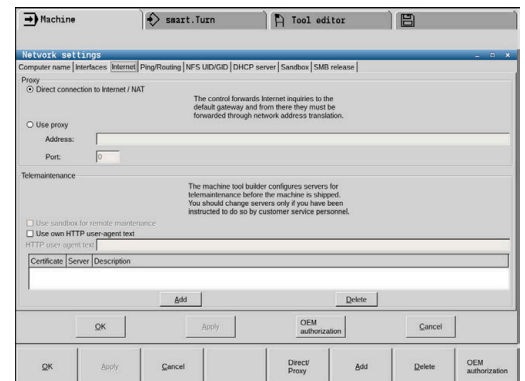 Machine
smart.Turn
Tool editor
Network settings
Computer name Interfaces Internet Ping/Routing NFS UID/GID DHCP server Sandbox SMB release
Proxy
Direct connection to Internet / NAT
The control forwards Internet inquiries to the
default gateway and from there they must be
forwarded through network address translation.
Use proxy
Address:
Port: 0
Telemaintenance
The machine tool builder configures servers for
telemaintenance before the machine is shipped.
You should change servers only if you have been
instructed to do so by customer service personnel.
Use sandbox for remote maintenance
Use own HTTP user-agent text
HTTP user-agent text
Certificate Server Description
Add Delete
OK Apply OEM authorization Cancel
OK Apply Cancel Direct/ Proxy Add Delete OEM authorization